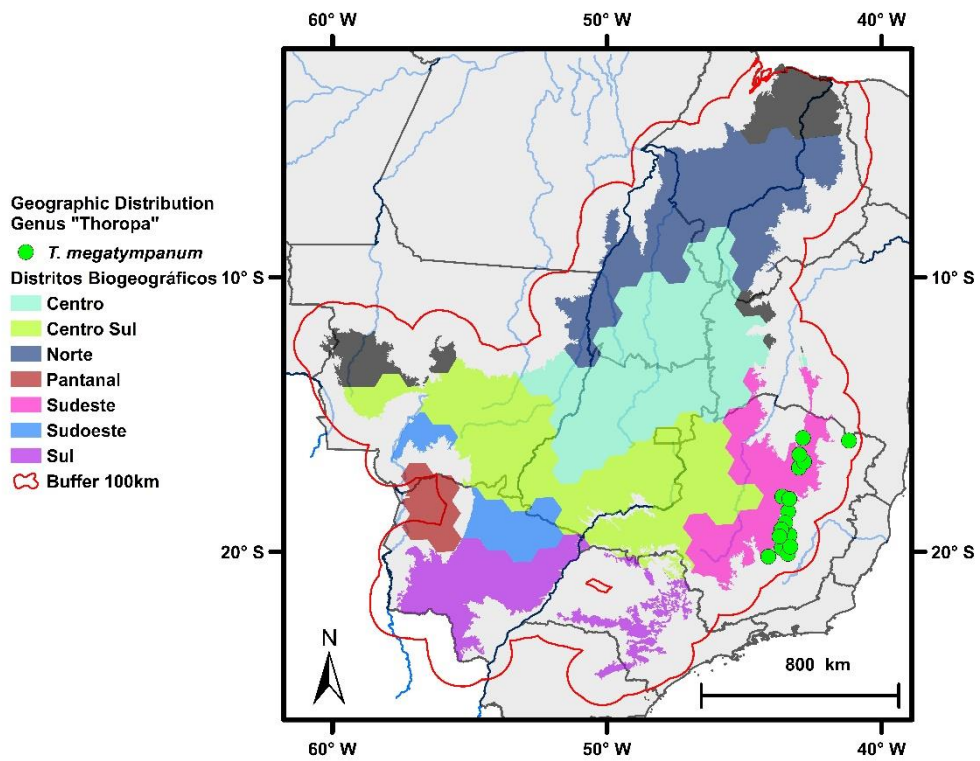 60° W 50° W 40° W
Geographic Distribution
Genus "Thoropa"
T. megatympanum
Distritos Biogeográficos
Centro
Centro Sul
Norte
Pantanal
Sudeste
Sudoeste
Sul
Buffer 100km
10° S 10° S
20° S 20° S
N
800 km
60° W 50° W 40° W